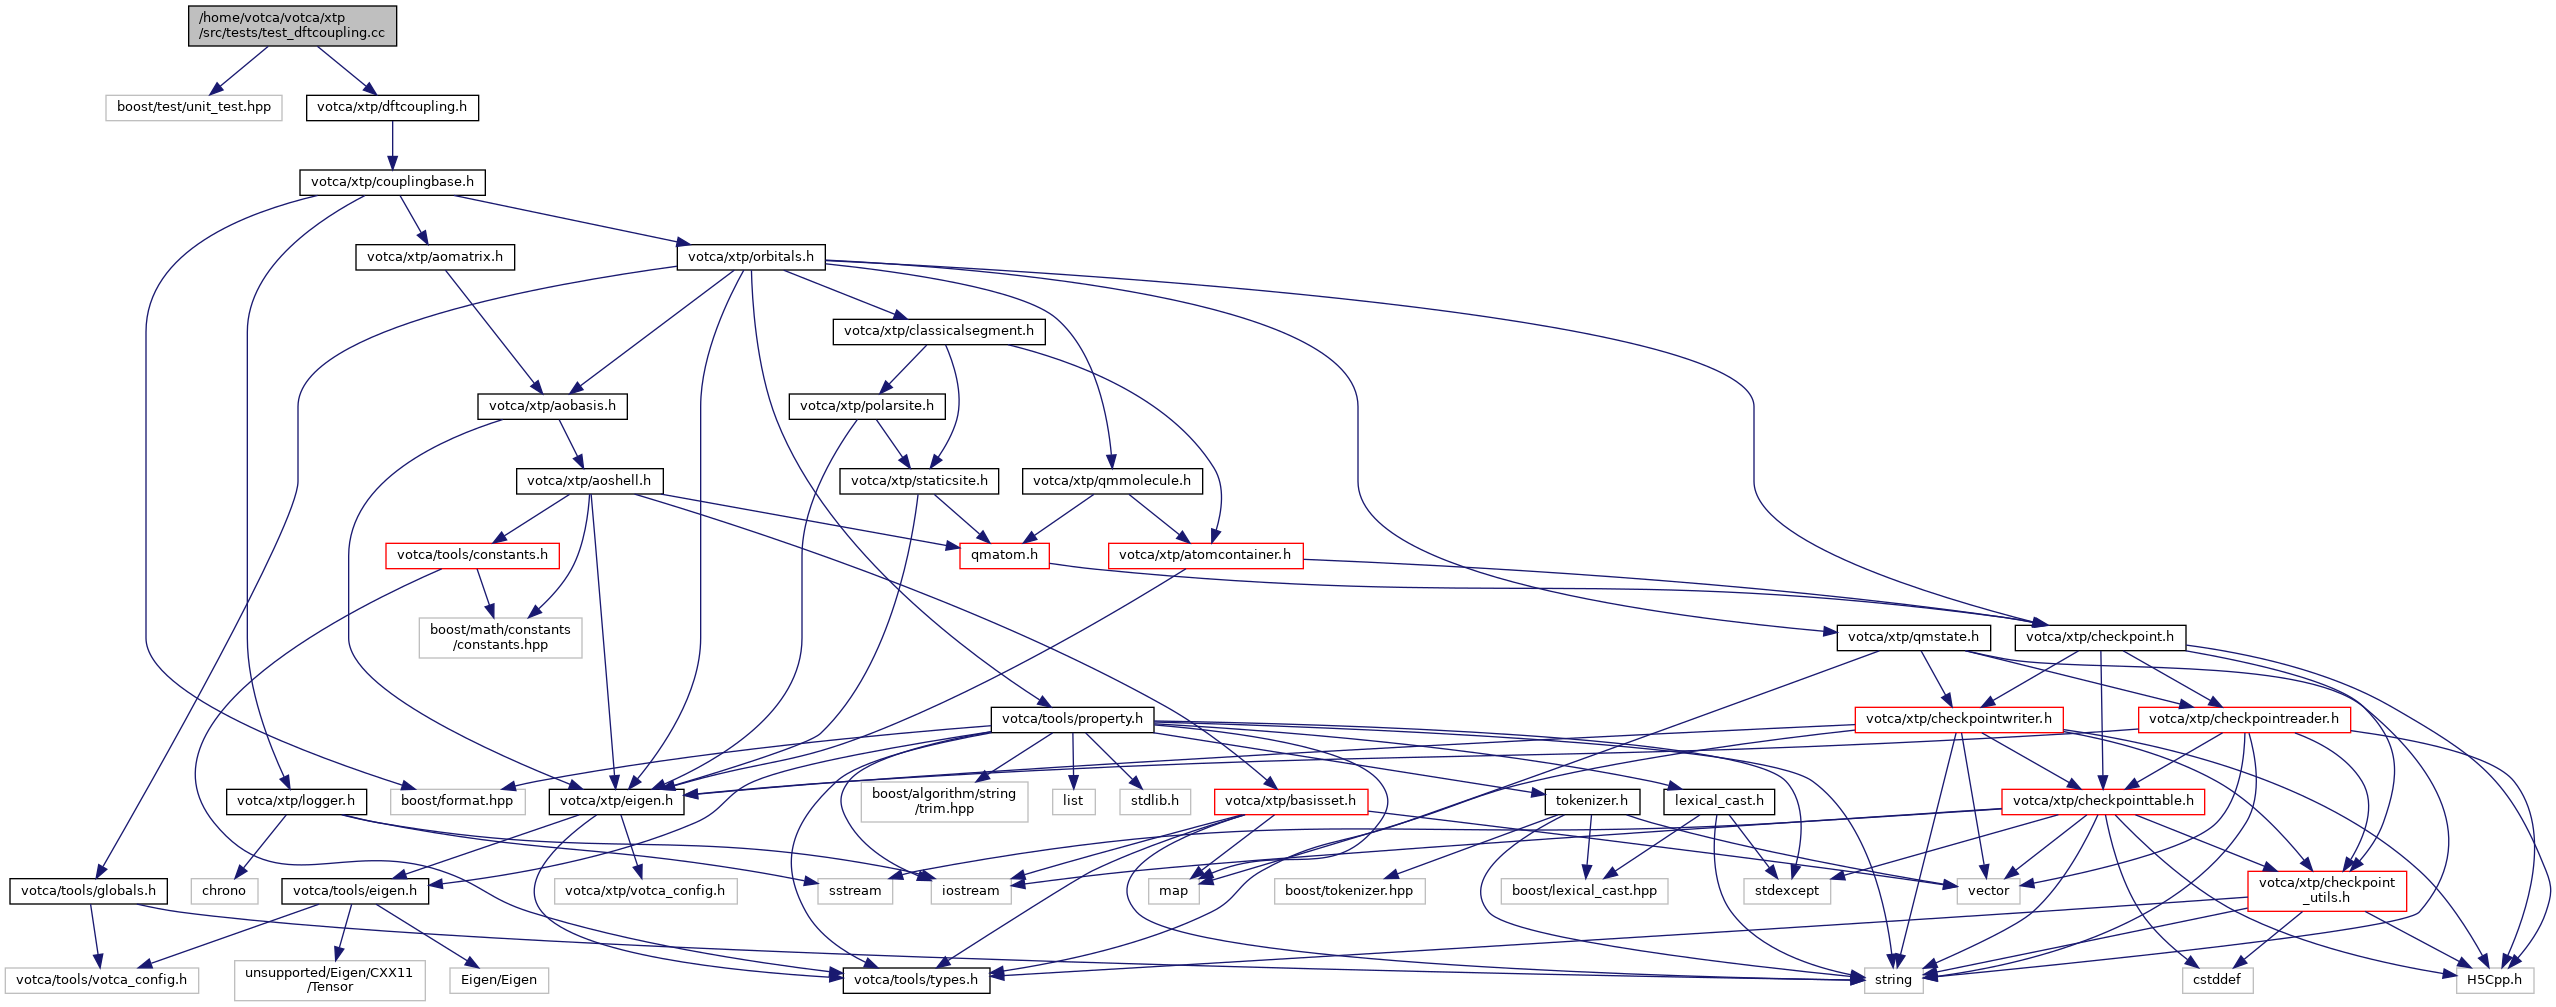 /home/votca/votca/xtp
/src/tests/test_dftcoupling.cc
boost/test/unit_test.hpp
votca/xtp/dftcoupling.h
votca/xtp/couplingbase.h
votca/xtp/aomatrix.h
votca/xtp/orbitals.h
votca/xtp/classicalsegment.h
votca/xtp/aobasis.h
votca/xtp/polarsite.h
votca/xtp/aoshell.h
votca/xtp/staticsite.h
votca/xtp/qmmolecule.h
votca/tools/constants.h
qmatom.h
votca/xtp/atomcontainer.h
boost/math/constants
/constants.hpp
votca/xtp/qmstate.h
votca/xtp/checkpoint.h
votca/tools/property.h
votca/xtp/checkpointwriter.h
votca/xtp/checkpointreader.h
votca/xtp/logger.h
boost/format.hpp
votca/xtp/eigen.h
boost/algorithm/string
/trim.hpp
list
stdlib.h
votca/xtp/basisset.h
tokenizer.h
lexical_cast.h
votca/xtp/checkpointtable.h
votca/tools/globals.h
chrono
votca/tools/eigen.h
votca/xtp/votca_config.h
sstream
iostream
map
boost/tokenizer.hpp
boost/lexical_cast.hpp
stdexcept
vector
votca/xtp/checkpoint
_utils.h
votca/tools/votca_config.h
unsupported/Eigen/CXX11
/Tensor
Eigen/Eigen
votca/tools/types.h
string
cstddef
H5Cpp.h